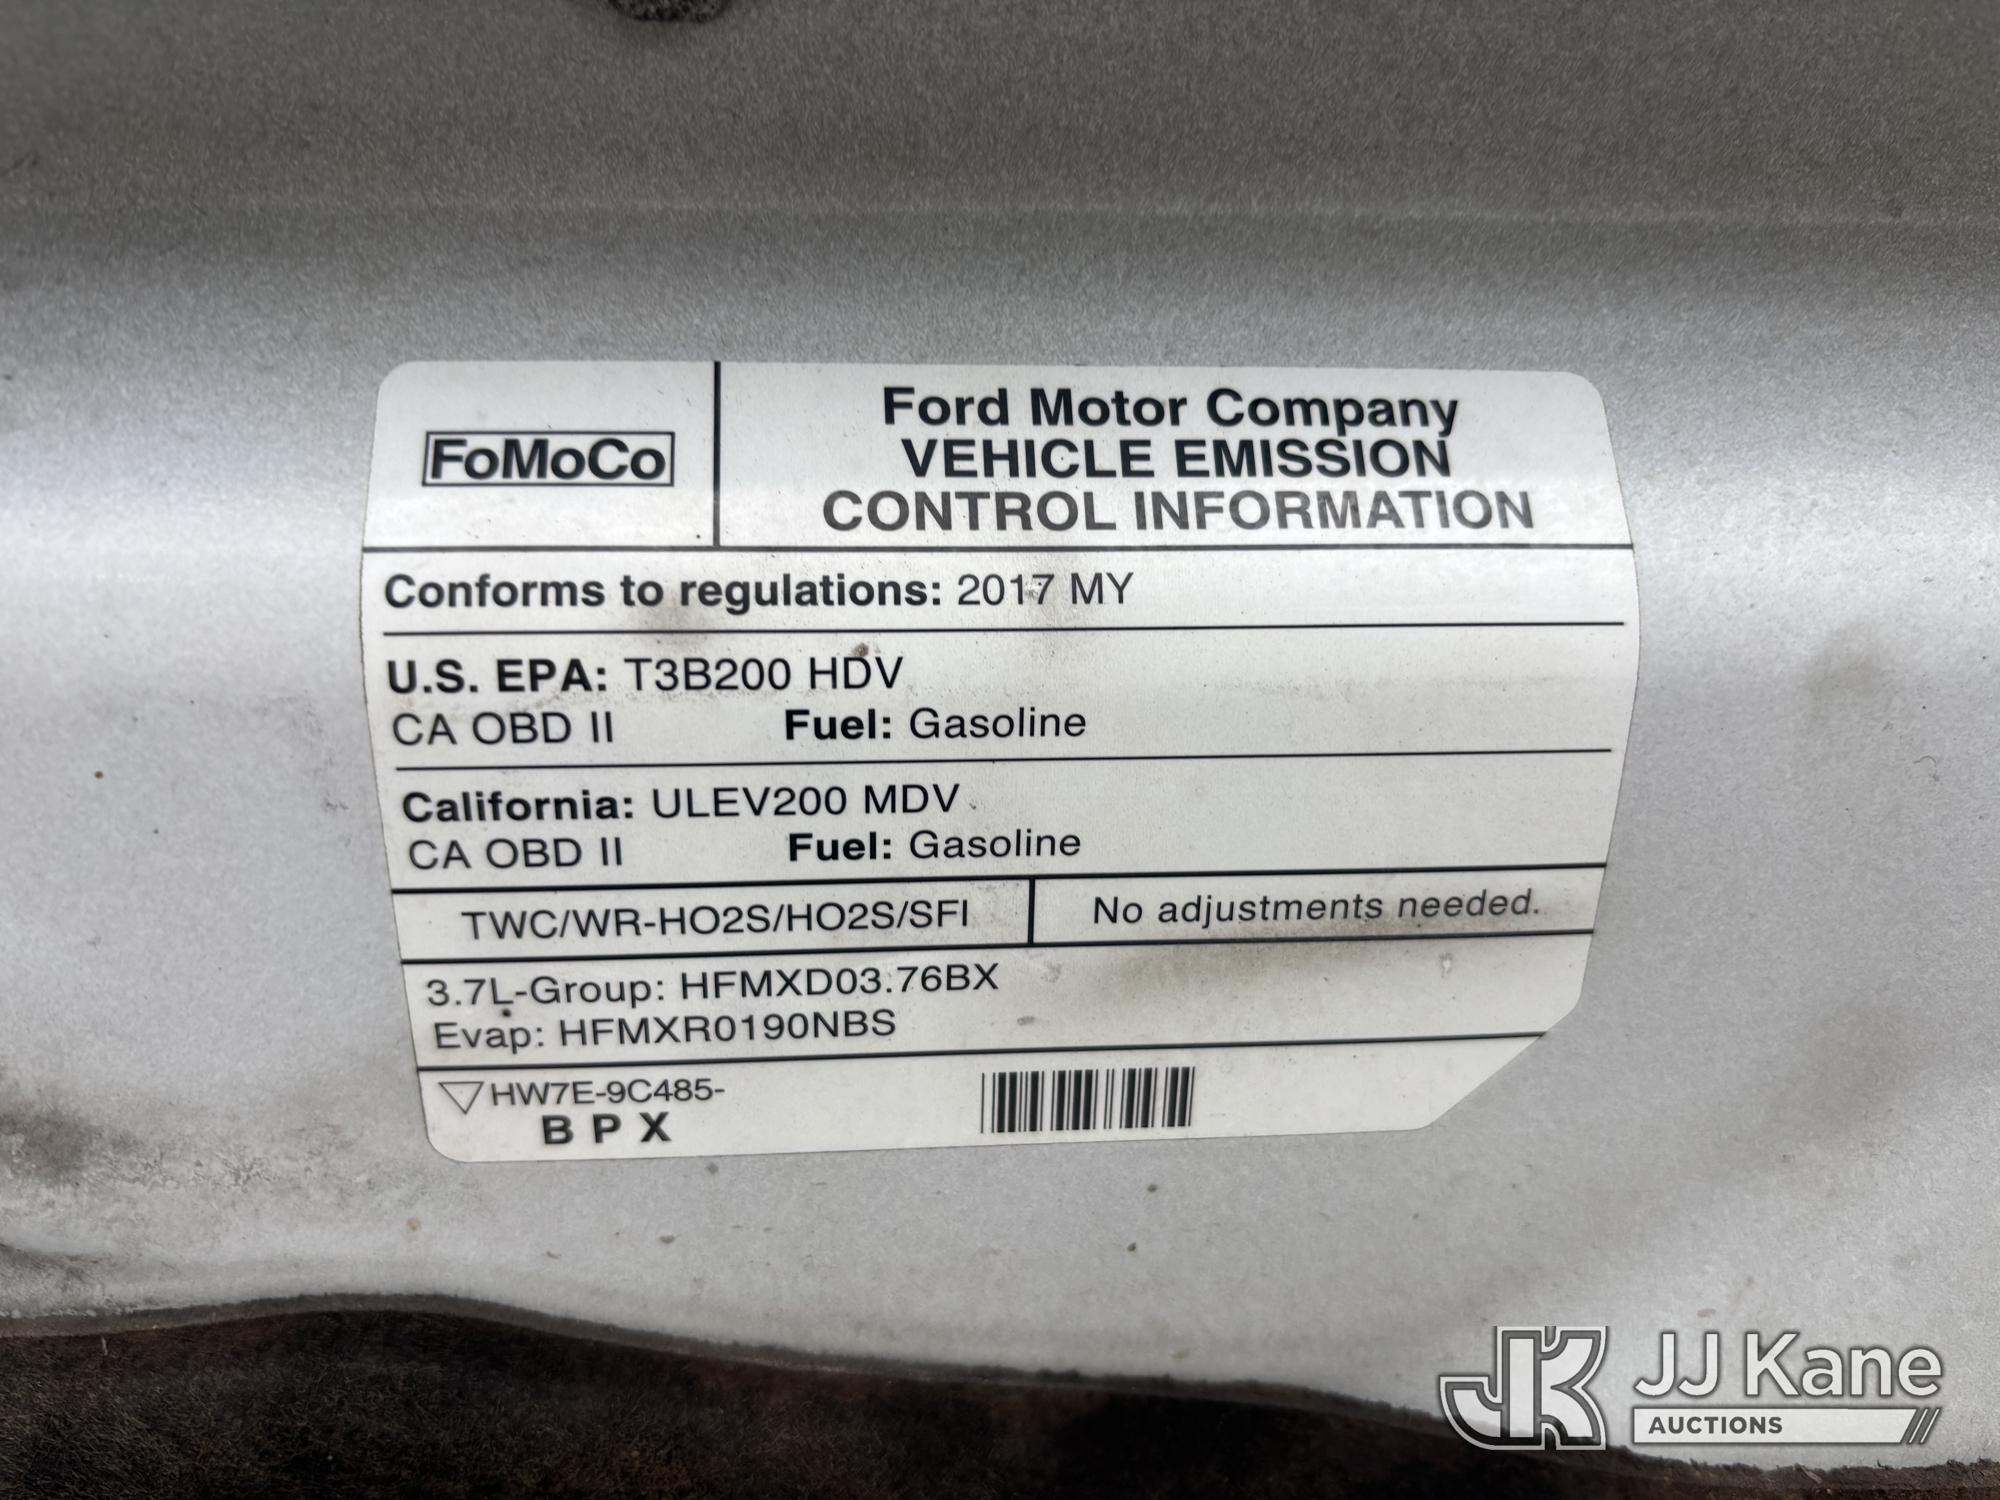 FoMoCo
Ford Motor Company
VEHICLE EMISSION
CONTROL INFORMATION
Conforms to regulations: 2017 MY
U.S. EPA: T3B200 HDV
CA OBD II Fuel: Gasoline
California: ULEV200 MDV
CA OBD II Fuel: Gasoline
TWC/WR-HO2S/HO2S/SFI No adjustments needed.
3.7L-Group: HFMXD03.76BX
Evap: HFMXR0190NBS
HW7E-9C485-
B P X
JK JJ Kane
AUCTIONS